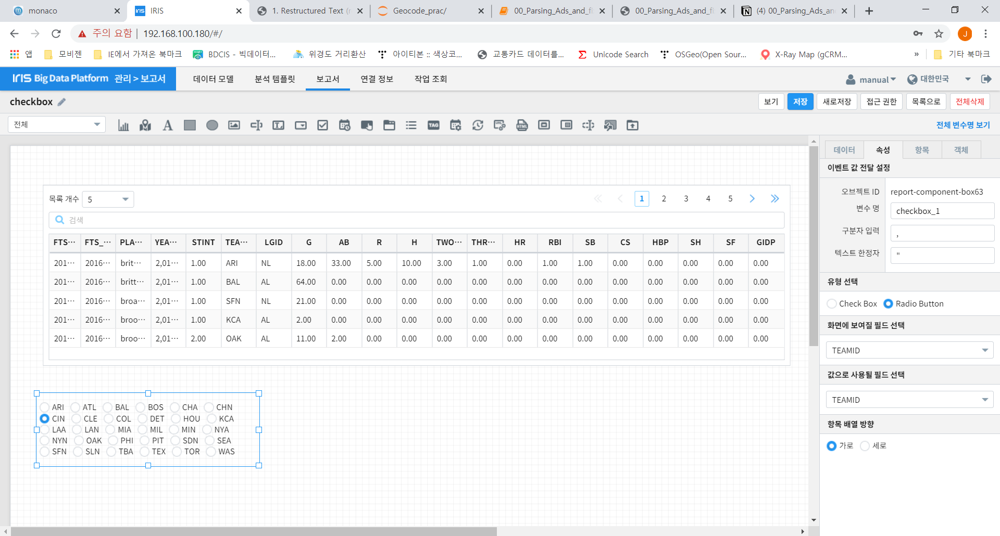 monaco
IRIS
1. Restructured Text (r
Geocode_prac/
00_Parsing_Ads_and_fi
00_Parsing_Ads_and_fi
(4) 00_Parsing_Ads_an
주의 요함 | 192.168.100.180/#/
J
앱
모비젠
IE에서 가져온 북마크
BDCIS - 빅데이터...
위경도 거리환산
아이티본 :: 색상코...
교통카드 데이터를...
Unicode Search
OSGeo(Open Sour...
X-Ray Map (gCRM...
»
기타 북마크
IRIS Big Data Platform 관리 > 보고서
데이터 모델
분석 템플릿
보고서
연결 정보
작업 조회
manual
대한민국
checkbox
보기
저장
새로저장
접근 권한
목록으로
전체삭제
전체
TAG
URL
HTML
전체 변수명 보기
목록 개수 5
1 2 3 4 5
검색
FTS… FTS_… PLA… YEA… STINT TEA… LGID G AB R H TWO… THR… HR RBI SB CS HBP SH SF GIDP
201… 2016… brit… 2,01… 1.00 ARI NL 18.00 33.00 5.00 10.00 3.00 1.00 0.00 1.00 1.00 0.00 0.00 0.00 0.00 0.00
201… 2016… britt… 2,01… 1.00 BAL AL 64.00 0.00 0.00 0.00 0.00 0.00 0.00 0.00 0.00 0.00 0.00 0.00 0.00 0.00
201… 2016… broa… 2,01… 1.00 SFN NL 21.00 0.00 0.00 0.00 0.00 0.00 0.00 0.00 0.00 0.00 0.00 0.00 0.00 0.00
201… 2016… broo… 2,01… 1.00 KCA AL 2.00 0.00 0.00 0.00 0.00 0.00 0.00 0.00 0.00 0.00 0.00 0.00 0.00 0.00
201… 2016… broo… 2,01… 2.00 OAK AL 11.00 2.00 0.00 0.00 0.00 0.00 0.00 0.00 0.00 0.00 0.00 0.00 0.00 0.00
ARI ATL BAL BOS CHA CHN
CIN CLE COL DET HOU KCA
LAA LAN MIA MIL MIN NYA
NYN OAK PHI PIT SDN SEA
SFN SLN TBA TEX TOR WAS
데이터
속성
항목
객체
이벤트 값 전달 설정
오브젝트 ID report-component-box63
변수 명 checkbox_1
구분자 입력 ,
텍스트 한정자 "
유형 선택
Check Box Radio Button
화면에 보여질 필드 선택
TEAMID
값으로 사용될 필드 선택
TEAMID
항목 배열 방향
가로 세로